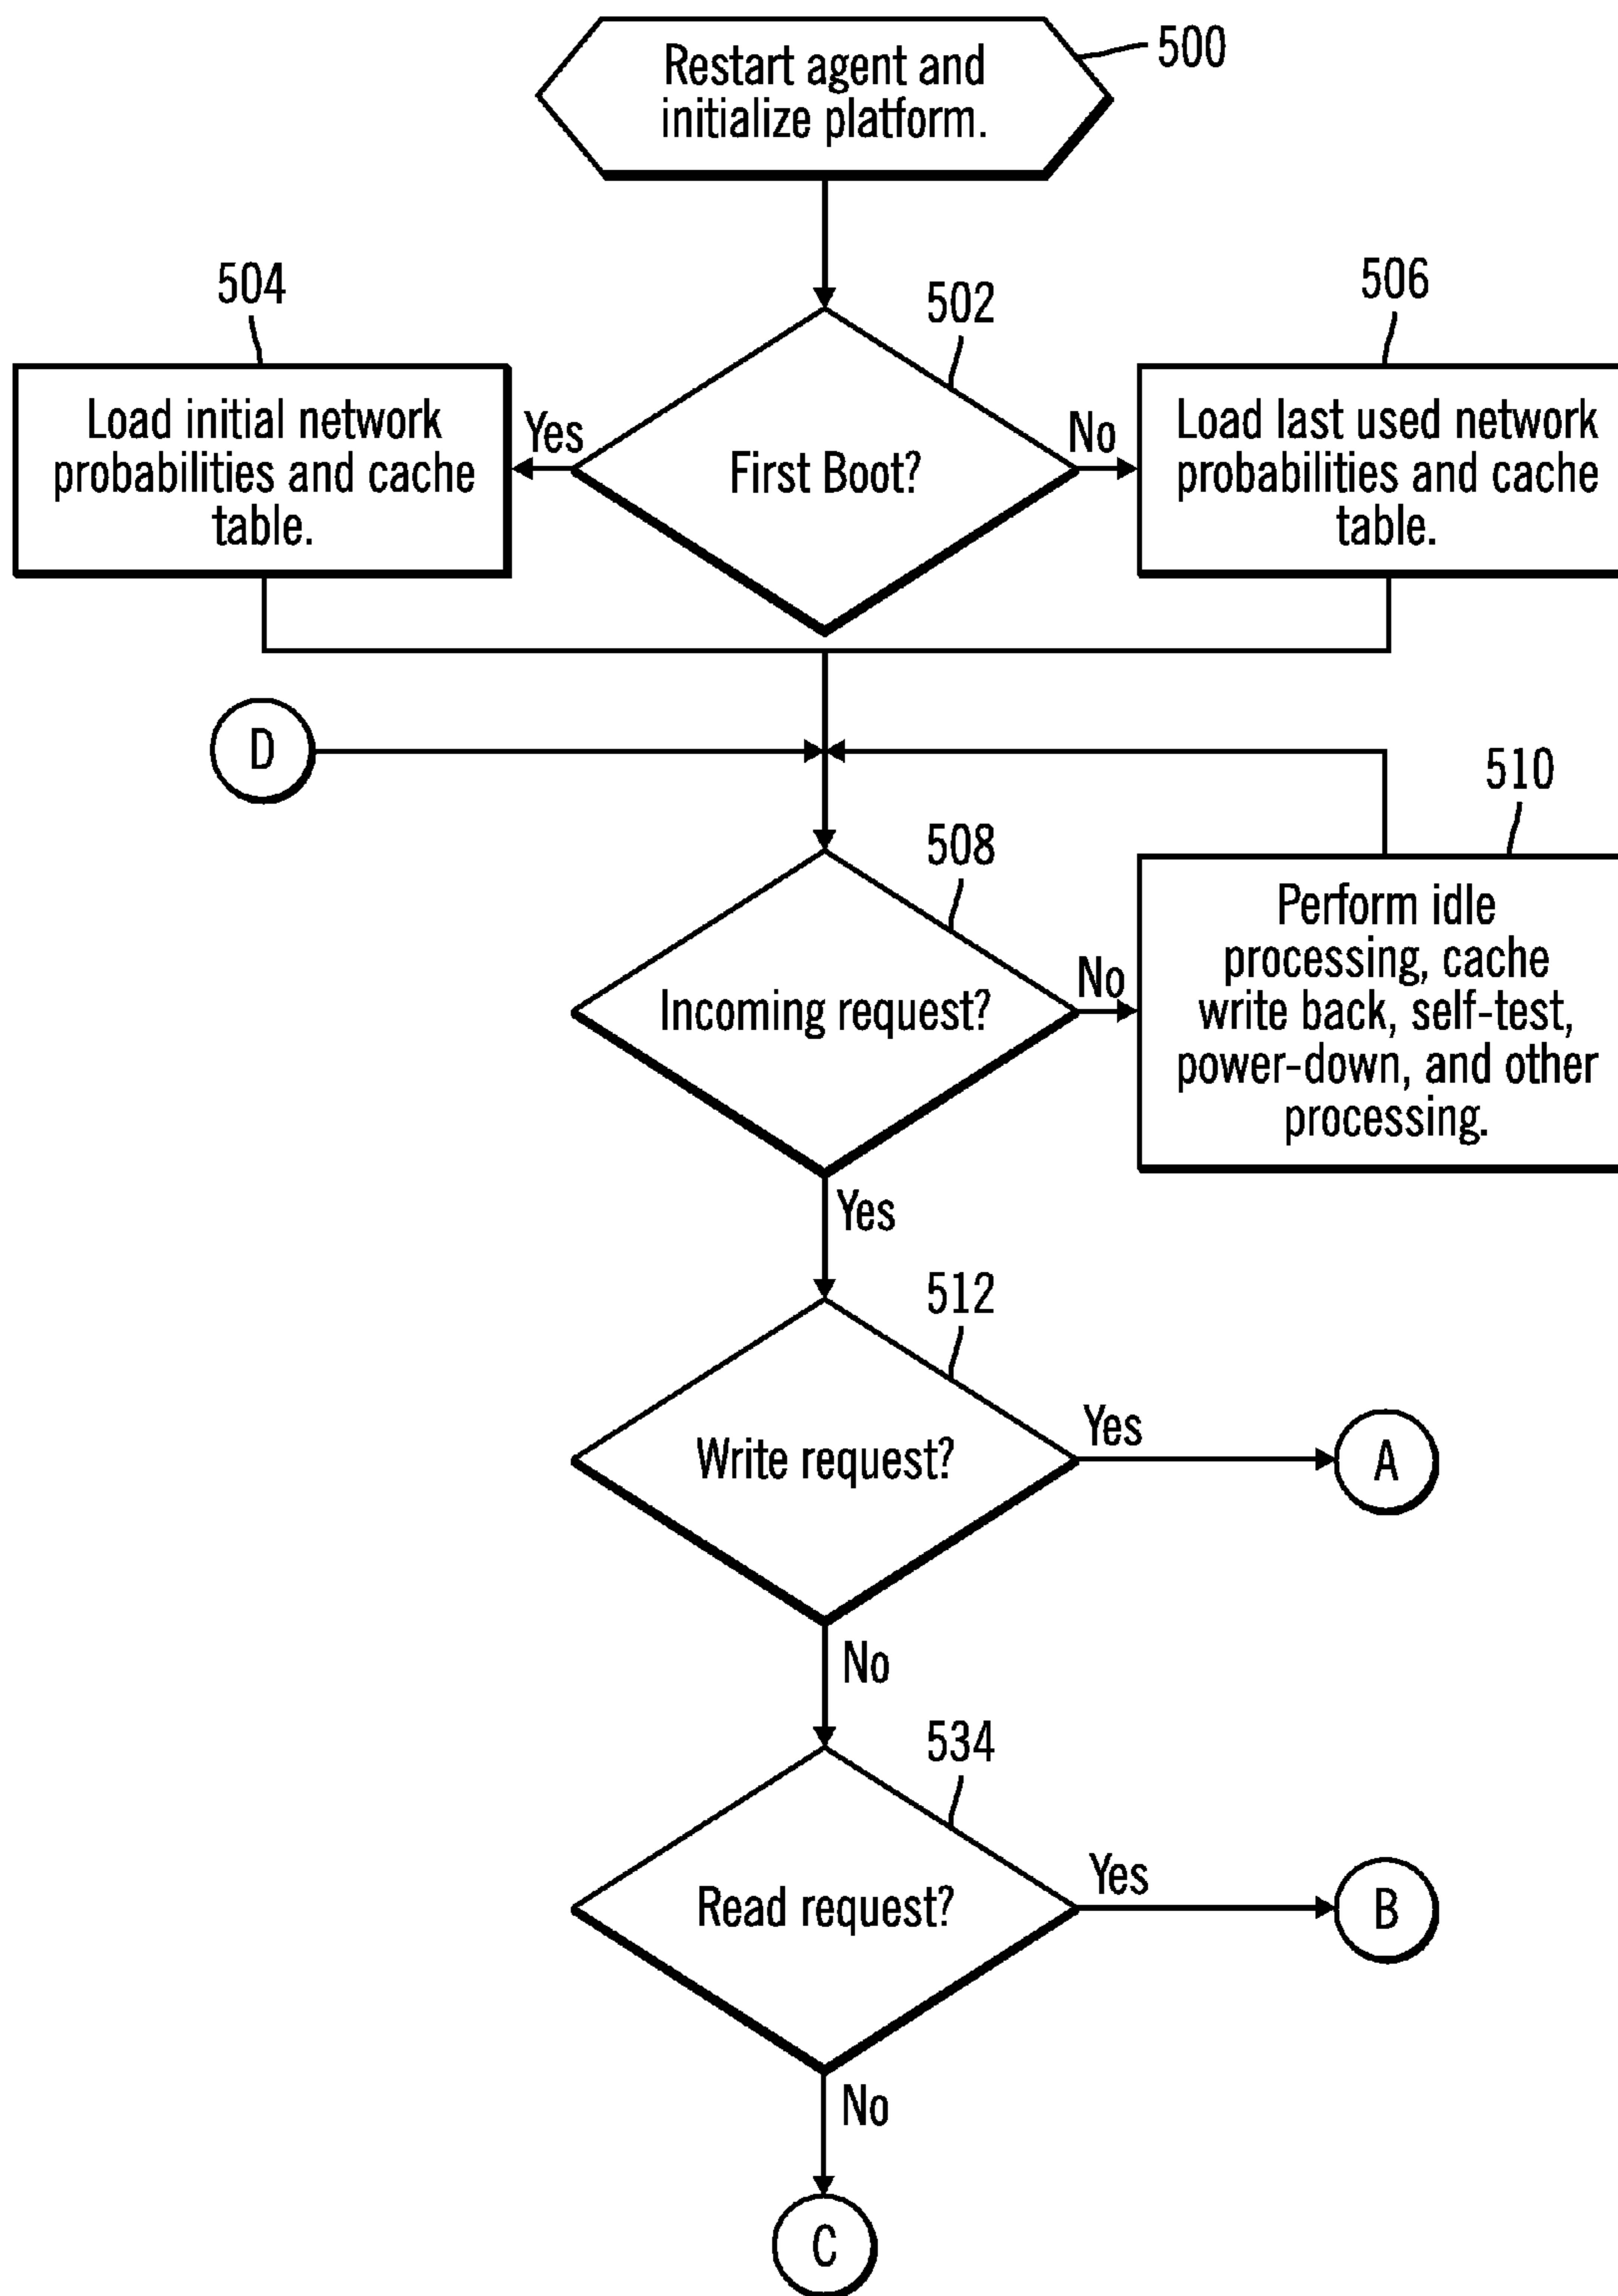 Restart agent and
initialize platform.
500
504
502
506
Load initial network
probabilities and cache
table.
Yes
First Boot?
No
Load last used network
probabilities and cache
table.
D
510
508
Incoming request?
No
Perform idle
processing, cache
write back, self-test,
power-down, and other
processing.
Yes
512
Write request?
Yes
A
No
534
Read request?
Yes
B
No
C